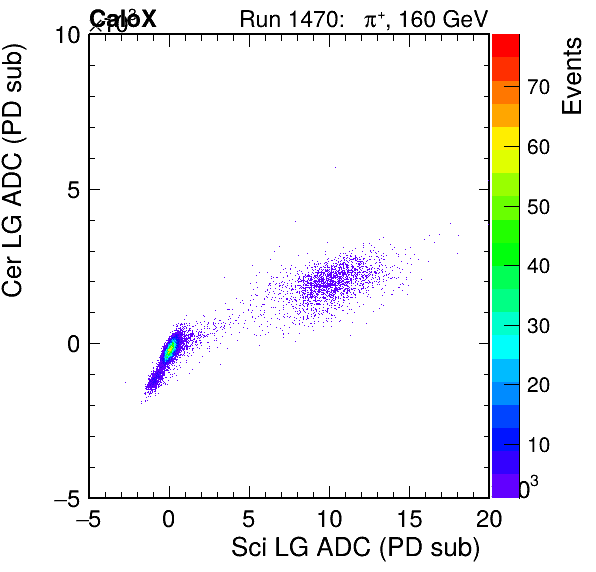 CaloX
Run 1470: π⁺, 160 GeV
×10³
Cer LG ADC (PD sub)
10
5
0
−5
−5 0 5 10 15 20
Sci LG ADC (PD sub)
Events
70
60
50
40
30
20
10
0